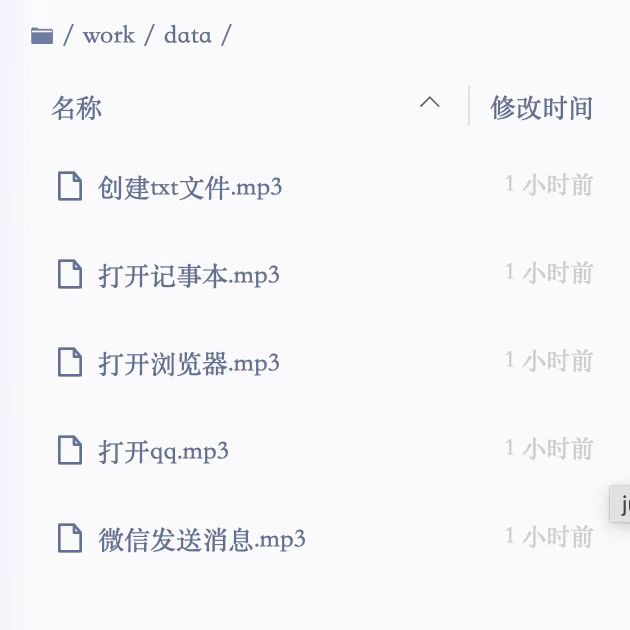 / work / data /
名称 修改时间
创建txt文件.mp3 1 小时前
打开记事本.mp3 1 小时前
打开浏览器.mp3 1 小时前
打开qq.mp3 1 小时前
微信发送消息.mp3 1 小时前